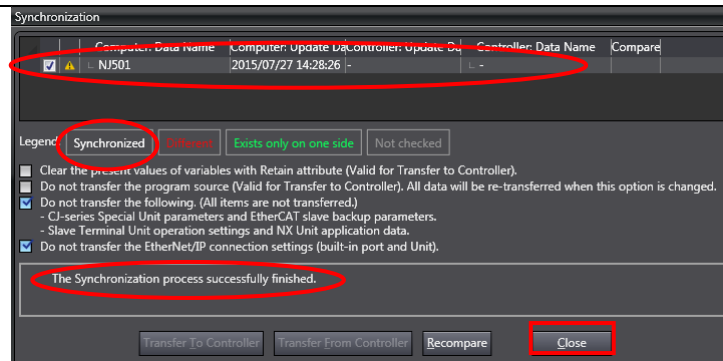 Synchronization
Computer: Data Name Computer: Update Da Controller: Update Da Controller: Data Name Compare
NJ501 2015/07/27 14:28:26 - -
Legend Synchronized Different Exists only on one side Not checked
Clear the present values of variables with Retain attribute (Valid for Transfer to Controller).
Do not transfer the program source (Valid for Transfer to Controller). All data will be re-transferred when this option is changed.
Do not transfer the following. (All items are not transferred.)
- CJ-series Special Unit parameters and EtherCAT slave backup parameters.
- Slave Terminal Unit operation settings and NX Unit application data.
Do not transfer the EtherNet/IP connection settings (built-in port and Unit).
The Synchronization process successfully finished.
Transfer To Controller Transfer From Controller Recompare Close